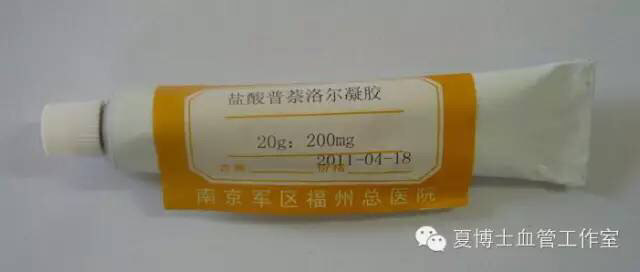 盐酸普萘洛尔凝胶
20g: 200mg
2011-04-18
南京军区福州总医院
夏博士血管工作室